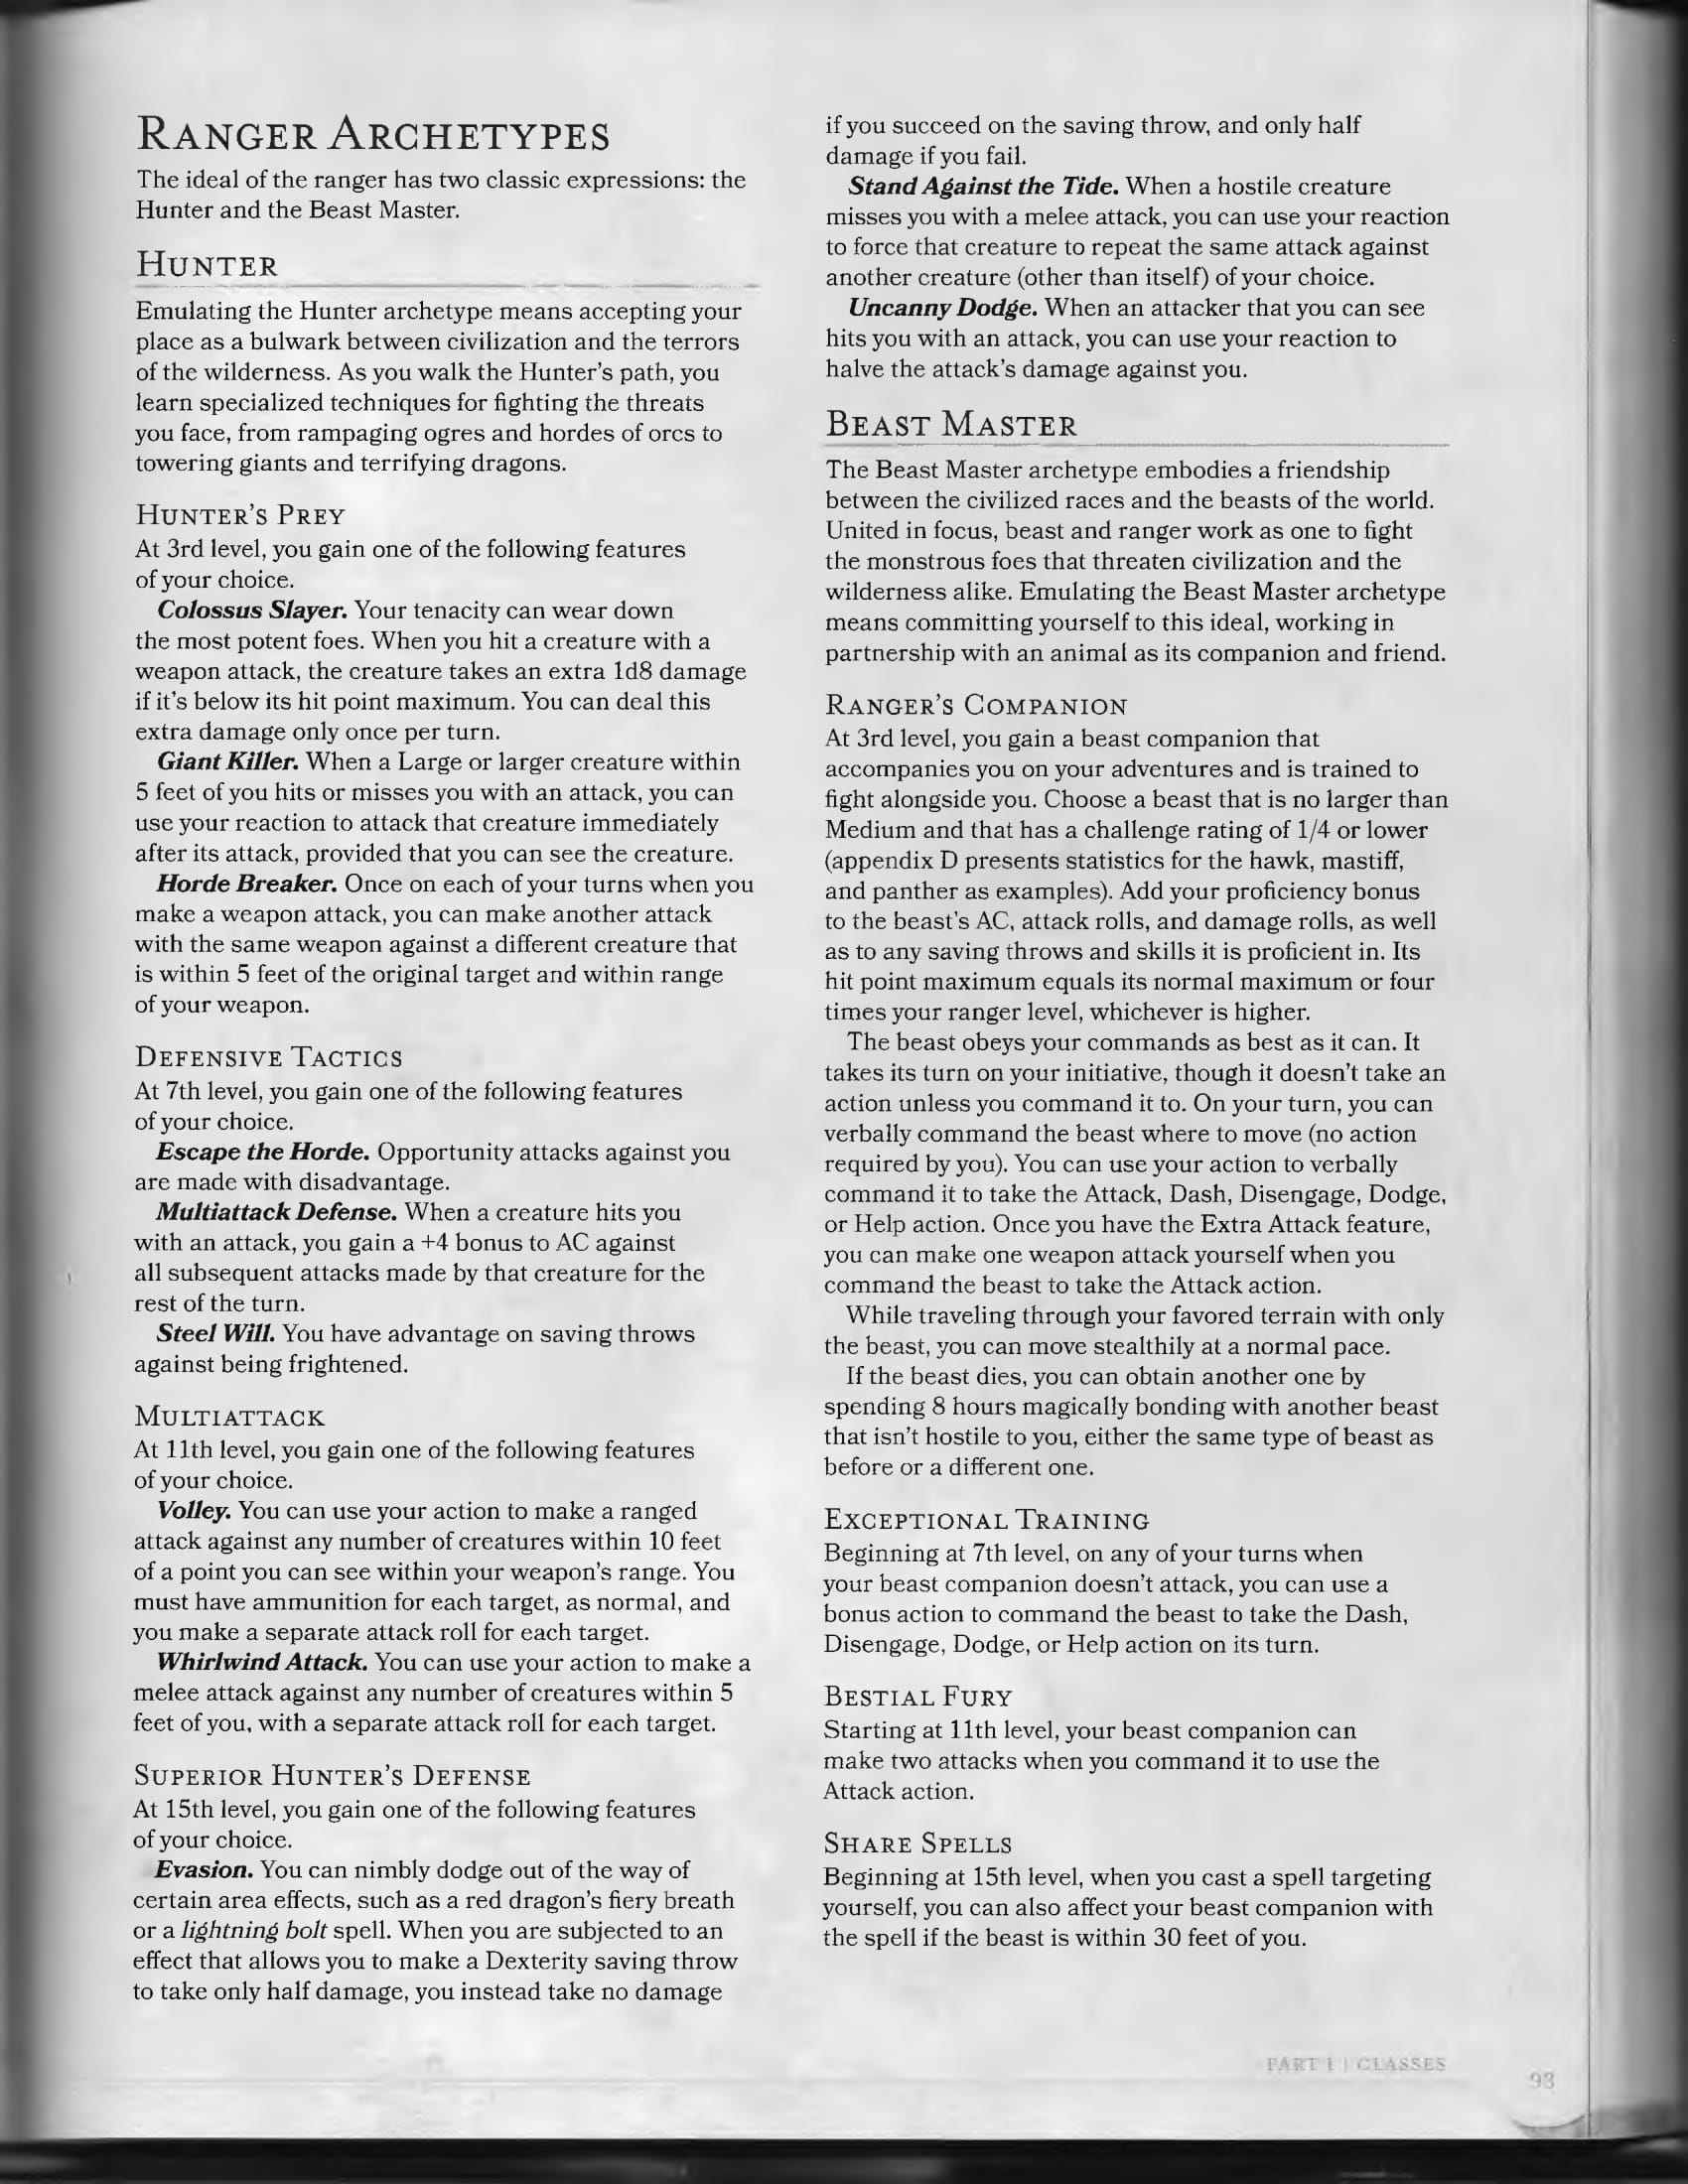 RANGER ARCHETYPES
The ideal of the ranger has two classic expressions: the
Hunter and the Beast Master.
HUNTER
Emulating the Hunter archetype means accepting your
place as a bulwark between civilization and the terrors
of the wilderness. As you walk the Hunter's path, you
learn specialized techniques for fighting the threats
you face, from rampaging ogres and hordes of orcs to
towering giants and terrifying dragons.
HUNTER'S PREY
At 3rd level, you gain one of the following features
of your choice.
Colossus Slayer. Your tenacity can wear down
the most potent foes. When you hit a creature with a
weapon attack, the creature takes an extra 1d8 damage
if it's below its hit point maximum. You can deal this
extra damage only once per turn.
Giant Killer. When a Large or larger creature within
5 feet of you hits or misses you with an attack, you can
use your reaction to attack that creature immediately
after its attack, provided that you can see the creature.
Horde Breaker. Once on each of your turns when you
make a weapon attack, you can make another attack
with the same weapon against a different creature that
is within 5 feet of the original target and within range
of your weapon.
DEFENSIVE TACTICS
At 7th level, you gain one of the following features
of your choice.
Escape the Horde. Opportunity attacks against you
are made with disadvantage.
Multiattack Defense. When a creature hits you
with an attack, you gain a +4 bonus to AC against
all subsequent attacks made by that creature for the
rest of the turn.
Steel Will. You have advantage on saving throws
against being frightened.
MULTIATTACK
At 11th level, you gain one of the following features
of your choice.
Volley. You can use your action to make a ranged
attack against any number of creatures within 10 feet
of a point you can see within your weapon's range. You
must have ammunition for each target, as normal, and
you make a separate attack roll for each target.
Whirlwind Attack. You can use your action to make a
melee attack against any number of creatures within 5
feet of you, with a separate attack roll for each target.
SUPERIOR HUNTER'S DEFENSE
At 15th level, you gain one of the following features
of your choice.
Evasion. You can nimbly dodge out of the way of
certain area effects, such as a red dragon's fiery breath
or a lightning bolt spell. When you are subjected to an
effect that allows you to make a Dexterity saving throw
to take only half damage, you instead take no damage
if you succeed on the saving throw, and only half
damage if you fail.
Stand Against the Tide. When a hostile creature
misses you with a melee attack, you can use your reaction
to force that creature to repeat the same attack against
another creature (other than itself) of your choice.
Uncanny Dodge. When an attacker that you can see
hits you with an attack, you can use your reaction to
halve the attack's damage against you.
BEAST MASTER
The Beast Master archetype embodies a friendship
between the civilized races and the beasts of the world.
United in focus, beast and ranger work as one to fight
the monstrous foes that threaten civilization and the
wilderness alike. Emulating the Beast Master archetype
means committing yourself to this ideal, working in
partnership with an animal as its companion and friend.
RANGER'S COMPANION
At 3rd level, you gain a beast companion that
accompanies you on your adventures and is trained to
fight alongside you. Choose a beast that is no larger than
Medium and that has a challenge rating of 1/4 or lower
(appendix D presents statistics for the hawk, mastiff,
and panther as examples). Add your proficiency bonus
to the beast's AC, attack rolls, and damage rolls, as well
as to any saving throws and skills it is proficient in. Its
hit point maximum equals its normal maximum or four
times your ranger level, whichever is higher.
The beast obeys your commands as best as it can. It
takes its turn on your initiative, though it doesn't take an
action unless you command it to. On your turn, you can
verbally command the beast where to move (no action
required by you). You can use your action to verbally
command it to take the Attack, Dash, Disengage, Dodge,
or Help action. Once you have the Extra Attack feature,
you can make one weapon attack yourself when you
command the beast to take the Attack action.
While traveling through your favored terrain with only
the beast, you can move stealthily at a normal pace.
If the beast dies, you can obtain another one by
spending 8 hours magically bonding with another beast
that isn't hostile to you, either the same type of beast as
before or a different one.
EXCEPTIONAL TRAINING
Beginning at 7th level, on any of your turns when
your beast companion doesn't attack, you can use a
bonus action to command the beast to take the Dash,
Disengage, Dodge, or Help action on its turn.
BESTIAL FURY
Starting at 11th level, your beast companion can
make two attacks when you command it to use the
Attack action.
SHARE SPELLS
Beginning at 15th level, when you cast a spell targeting
yourself, you can also affect your beast companion with
the spell if the beast is within 30 feet of you.
PART 1 | CLASSES
93